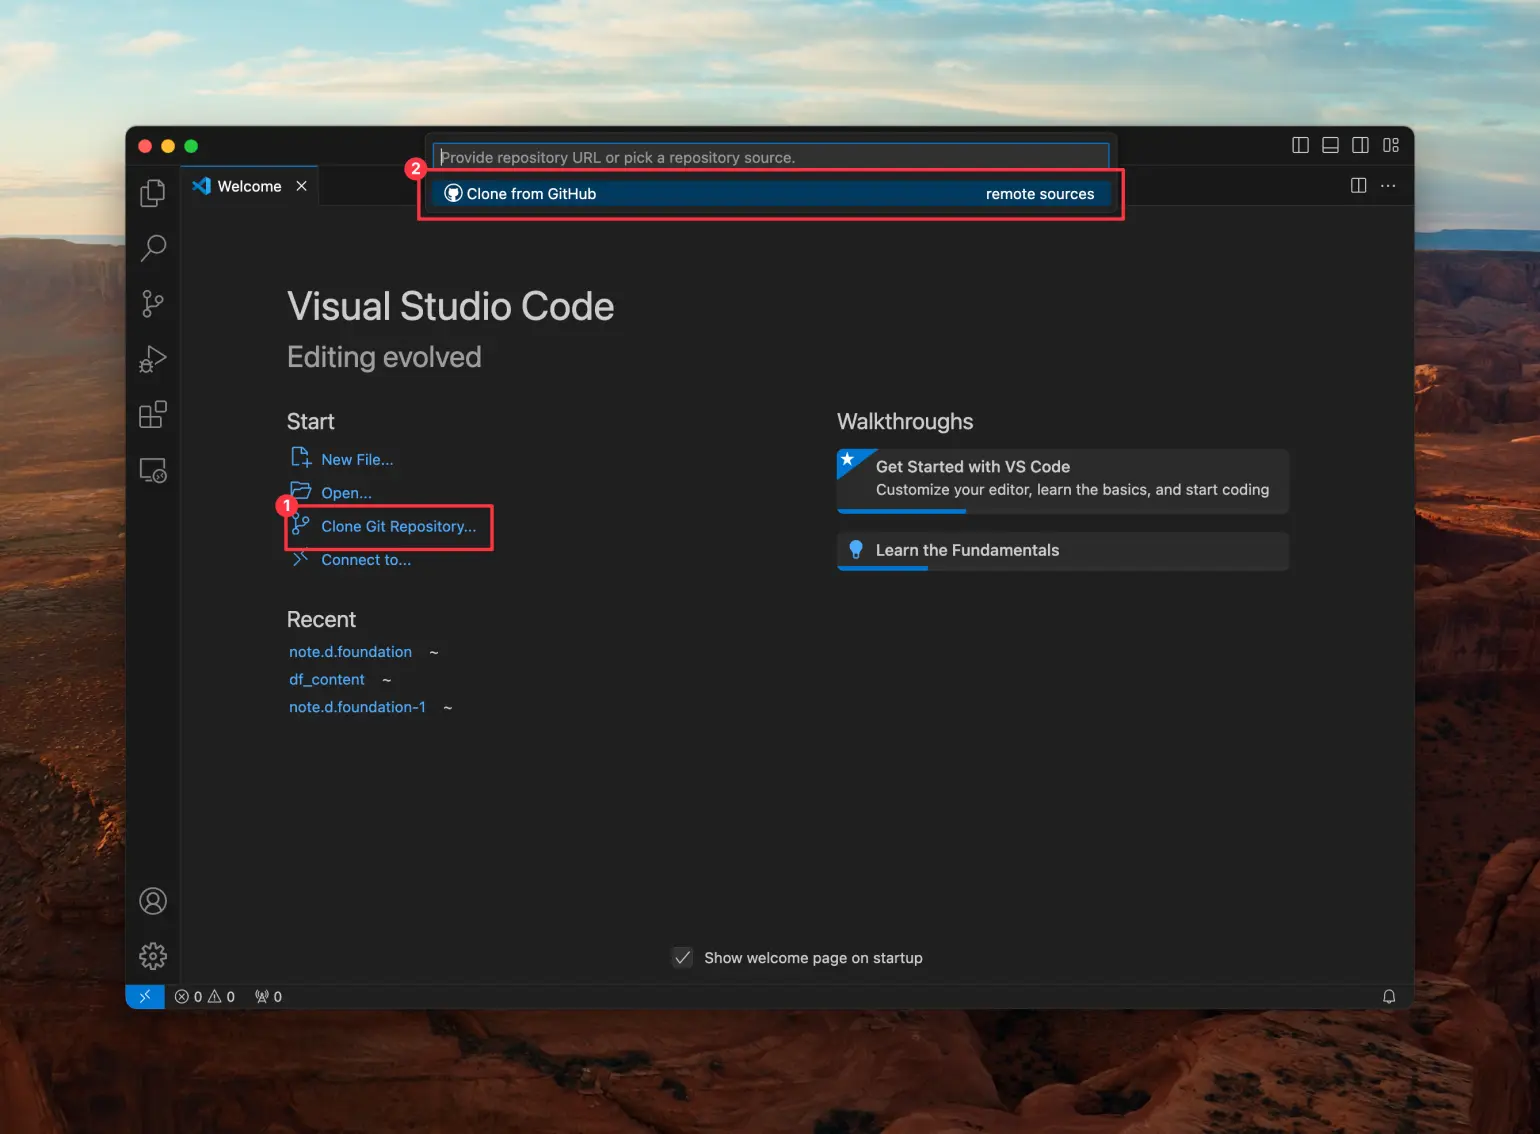 Provide repository URL or pick a repository source.
2
Clone from GitHub remote sources
Welcome
Visual Studio Code
Editing evolved
Start
New File...
Open...
1
Clone Git Repository...
Connect to...
Recent
note.d.foundation ~
df_content ~
note.d.foundation-1 ~
Walkthroughs
Get Started with VS Code
Customize your editor, learn the basics, and start coding
Learn the Fundamentals
Show welcome page on startup
0 0 0